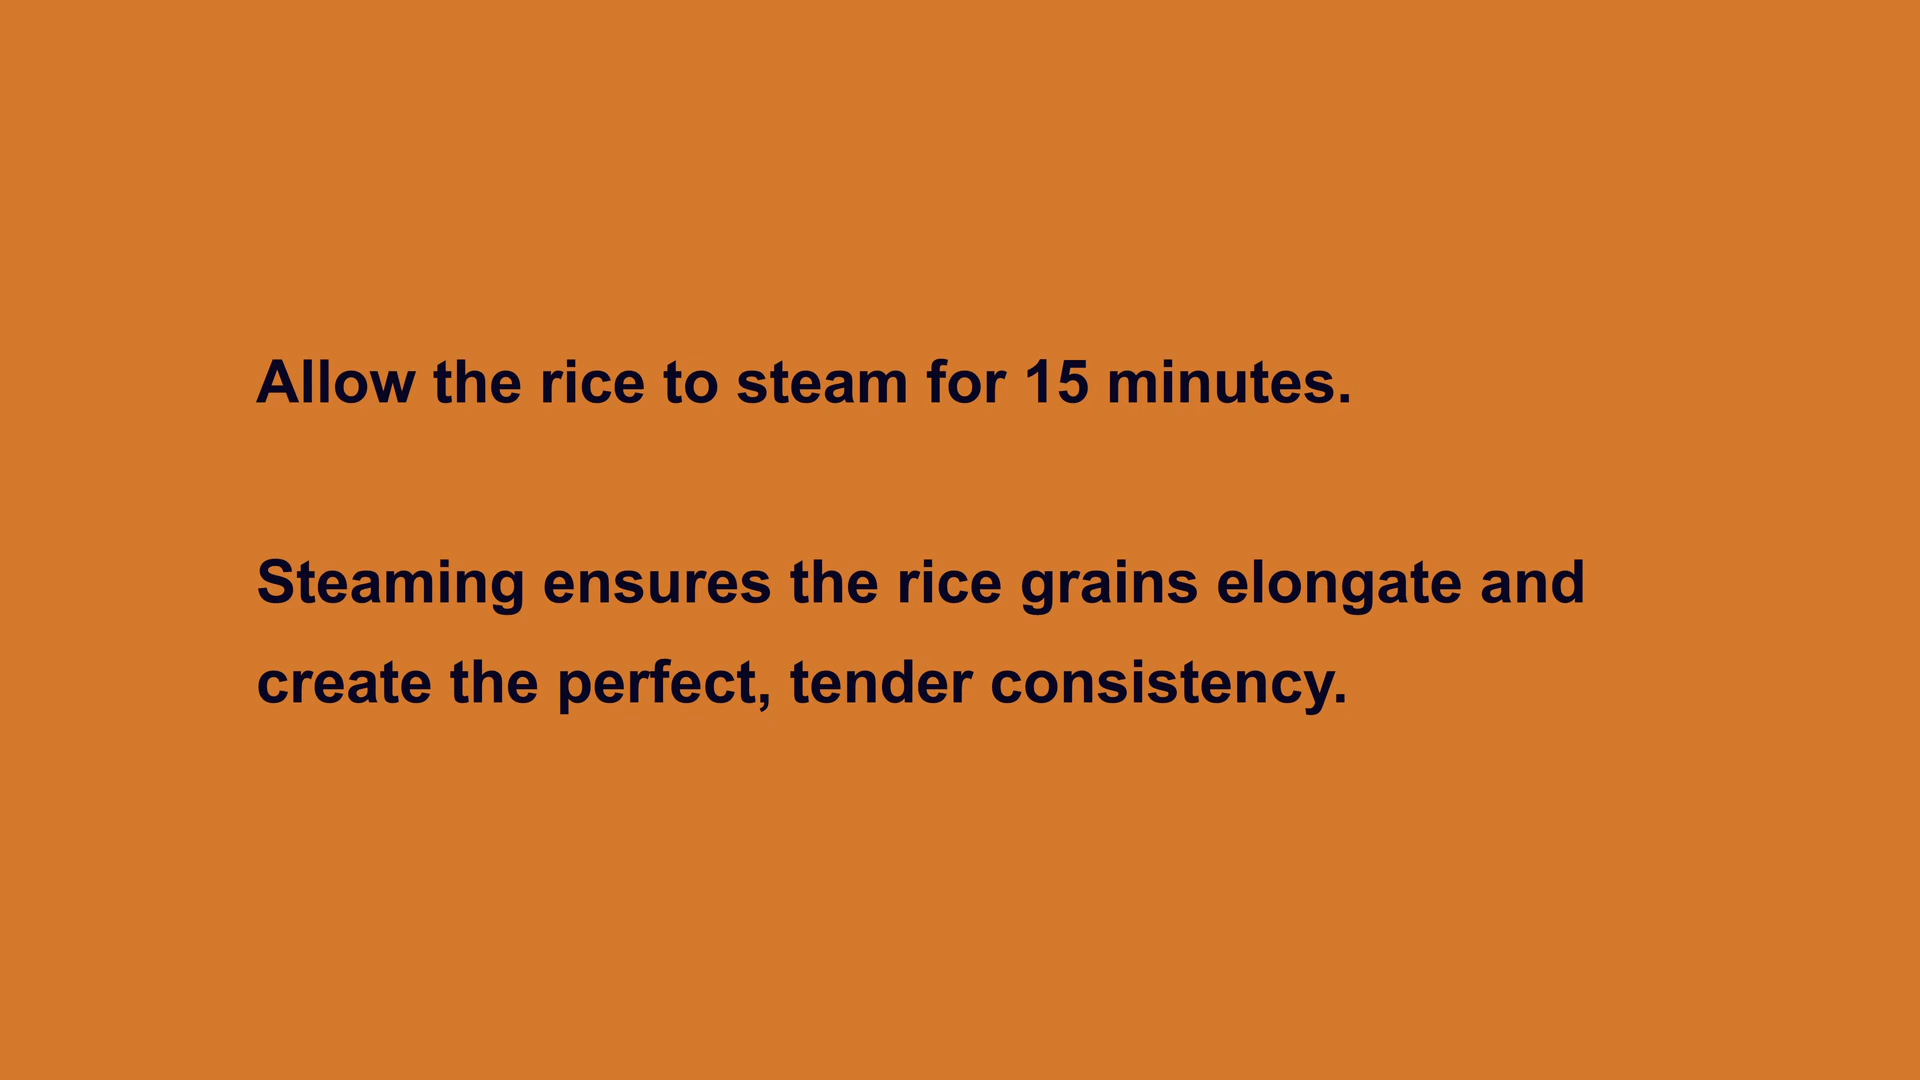 Allow the rice to steam for 15 minutes.
Steaming ensures the rice grains elongate and
create the perfect, tender consistency.